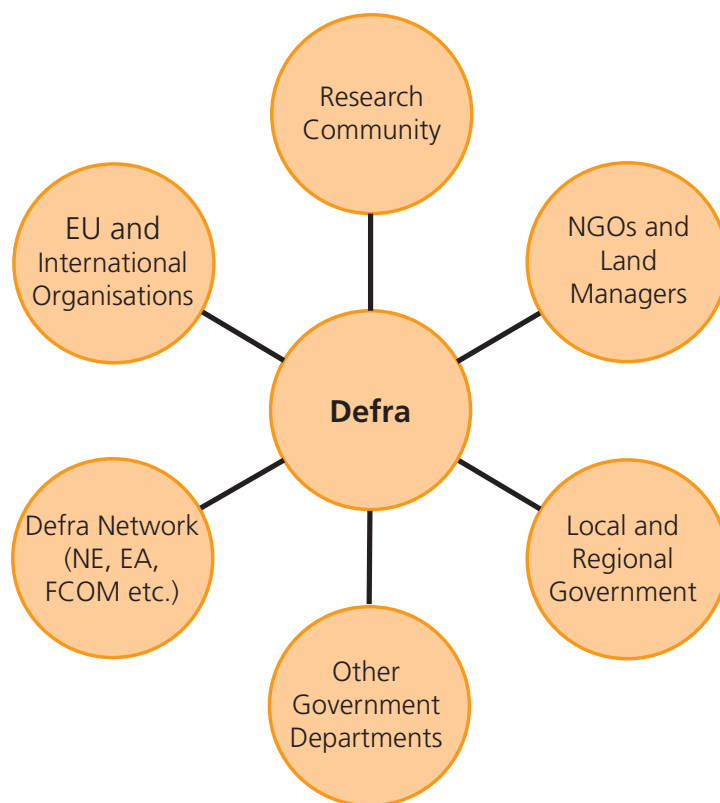 Research
Community
EU and
International
Organisations
NGOs and
Land
Managers
Defra
Defra Network
(NE, EA,
FCOM etc.)
Local and
Regional
Government
Other
Government
Departments